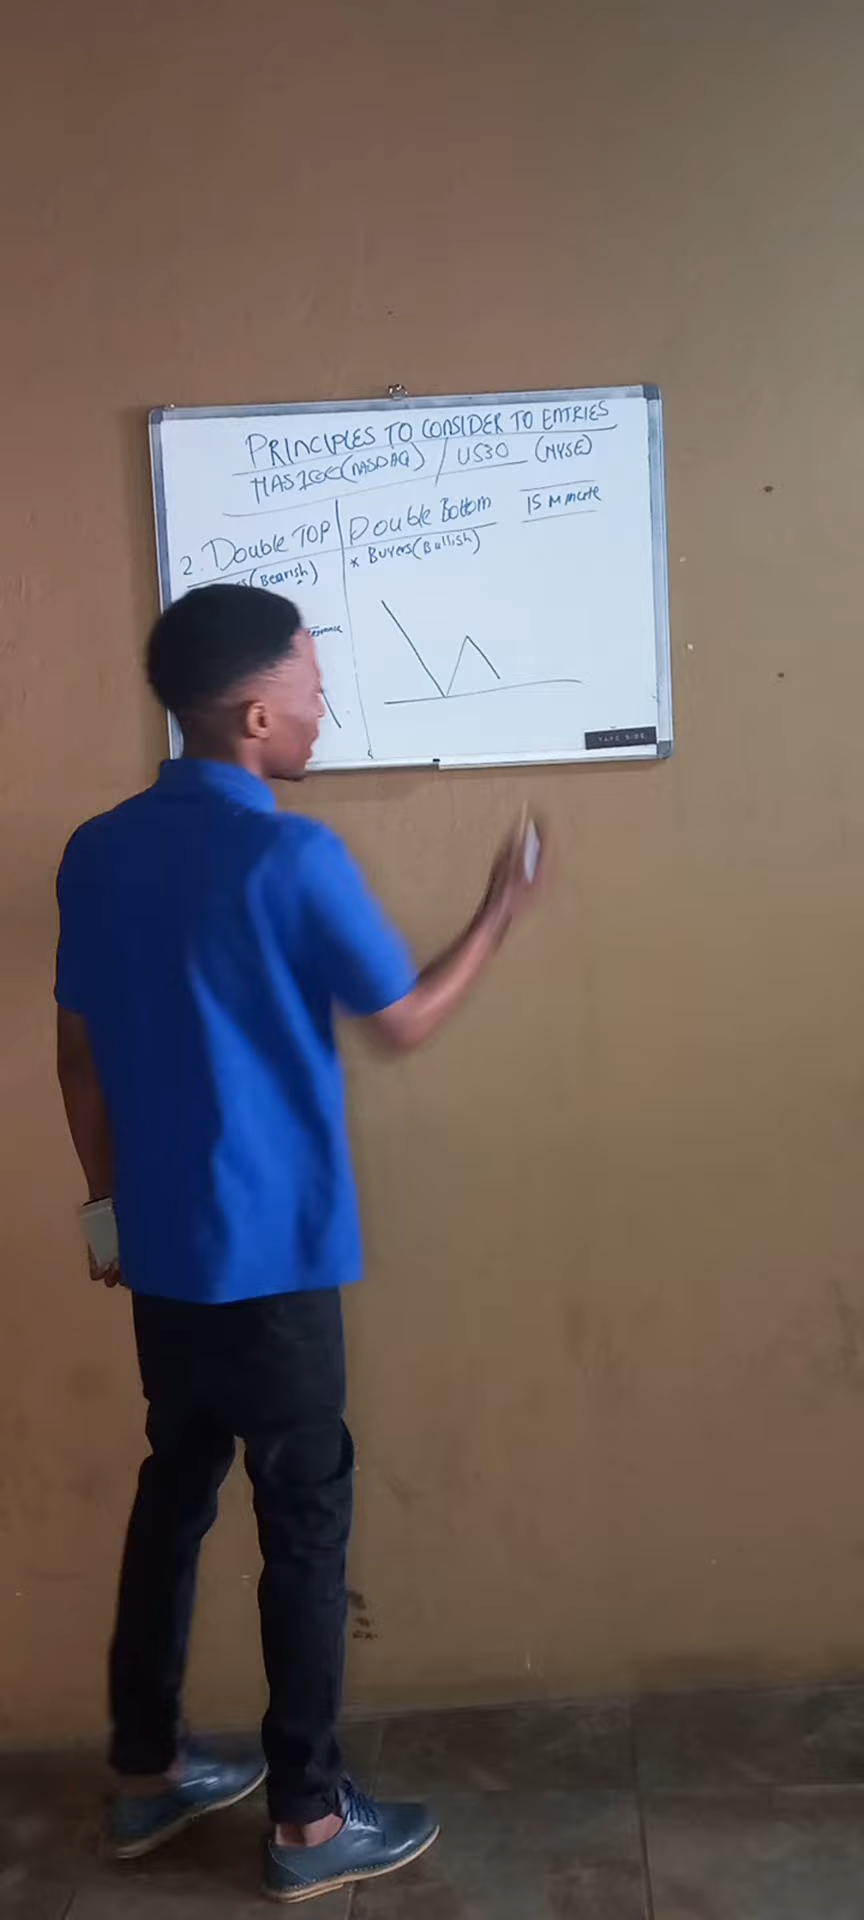 PRINCIPLES TO CONSIDER TO ENTRIES
NAS100(NASDAQ) / US30 (NYSE)
2. Double TOP
(Bearish)
Double Bottom
* Buyers(Bullish)
15 Minute